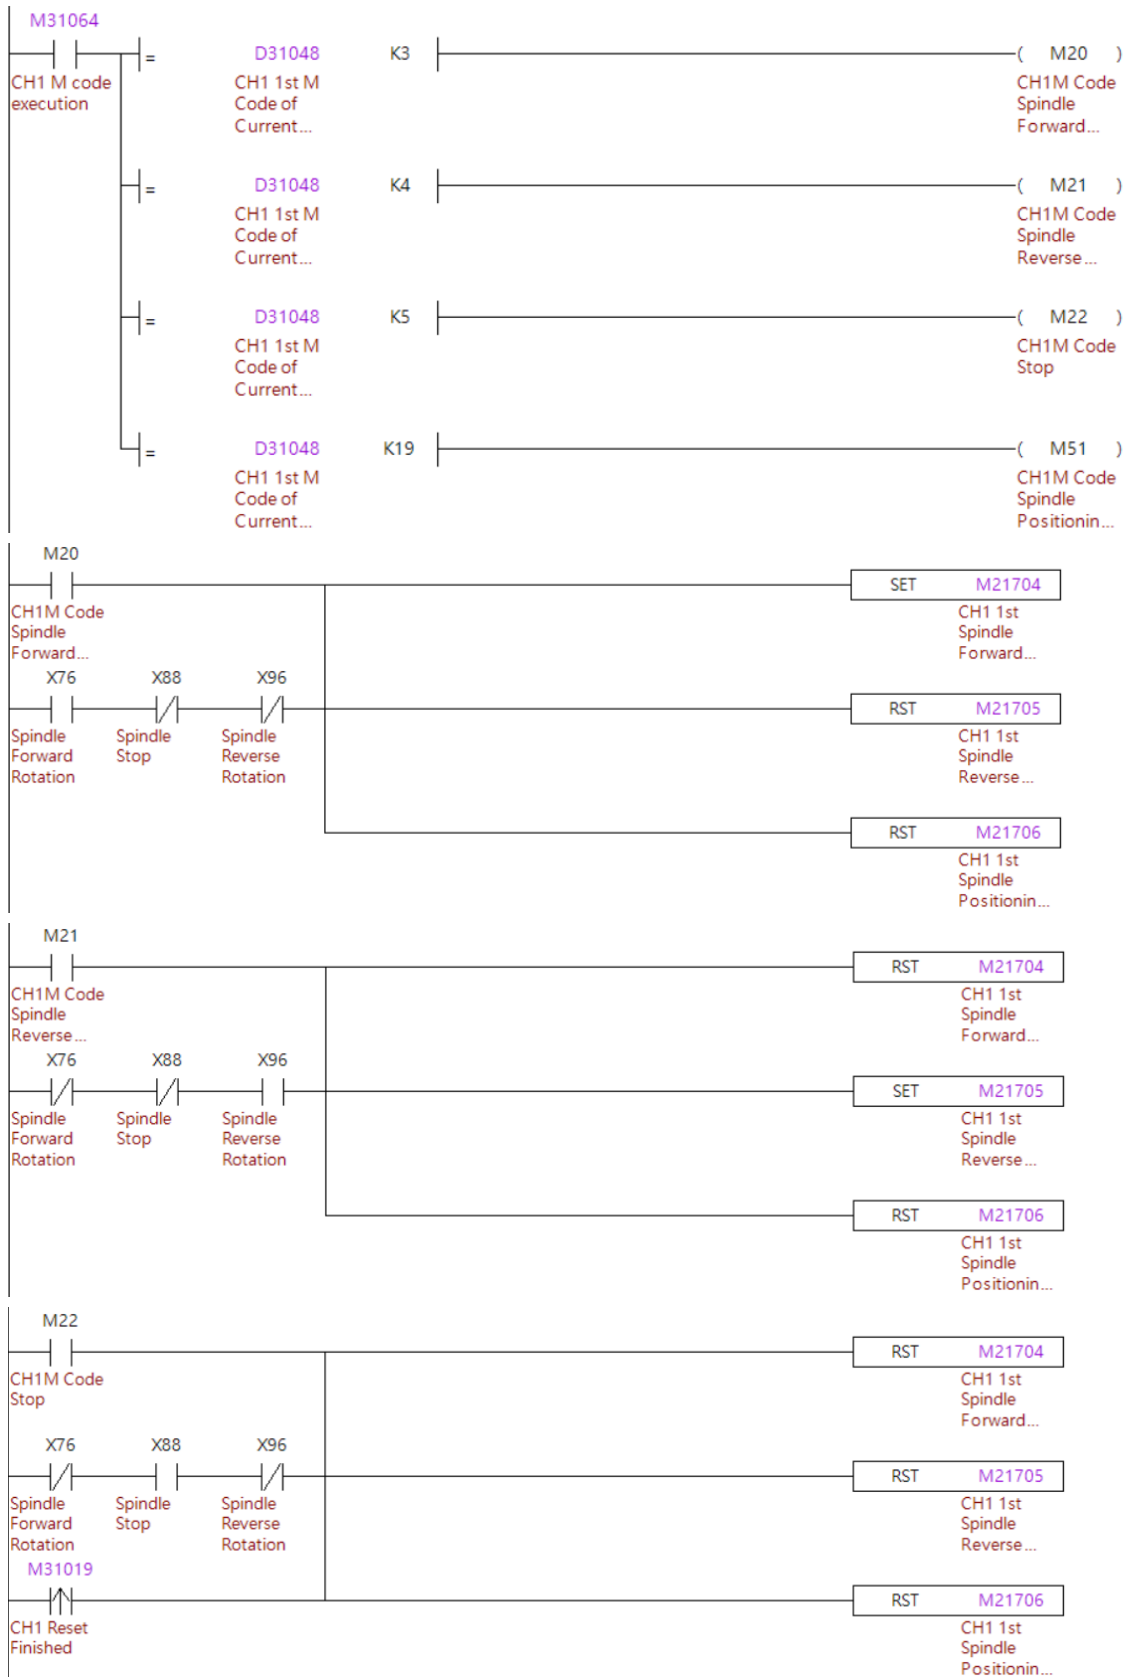 M31064
= D31048 K3 ( M20 )
CH1 M code
execution
CH1 1st M
Code of
Current...
CH1M Code
Spindle
Forward...
= D31048 K4 ( M21 )
CH1 1st M
Code of
Current...
CH1M Code
Spindle
Reverse...
= D31048 K5 ( M22 )
CH1 1st M
Code of
Current...
CH1M Code
Stop
= D31048 K19 ( M51 )
CH1 1st M
Code of
Current...
CH1M Code
Spindle
Positionin...
M20
SET M21704
CH1M Code
Spindle
Forward...
CH1 1st
Spindle
Forward...
X76 X88 X96
RST M21705
Spindle
Forward
Rotation
Spindle
Stop
Spindle
Reverse
Rotation
CH1 1st
Spindle
Reverse...
RST M21706
CH1 1st
Spindle
Positionin...
M21
RST M21704
CH1M Code
Spindle
Reverse...
CH1 1st
Spindle
Forward...
X76 X88 X96
SET M21705
Spindle
Forward
Rotation
Spindle
Stop
Spindle
Reverse
Rotation
CH1 1st
Spindle
Reverse...
RST M21706
CH1 1st
Spindle
Positionin...
M22
RST M21704
CH1M Code
Stop
CH1 1st
Spindle
Forward...
X76 X88 X96
RST M21705
Spindle
Forward
Rotation
Spindle
Stop
Spindle
Reverse
Rotation
CH1 1st
Spindle
Reverse...
M31019
RST M21706
CH1 Reset
Finished
CH1 1st
Spindle
Positionin...